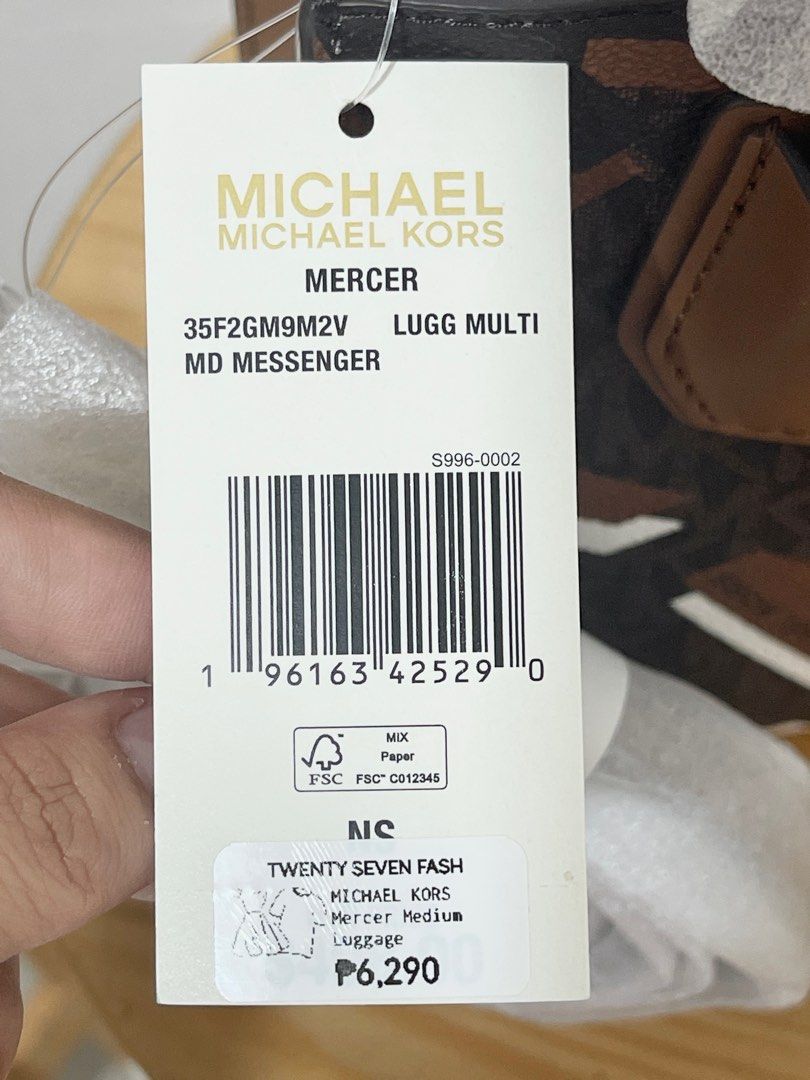 MICHAEL
MICHAEL KORS
MERCER
35F2GM9M2V LUGG MULTI
MD MESSENGER
S996-0002
1 96163 42529 0
FSC
MIX
Paper
FSC™ C012345
NS
TWENTY SEVEN FASH
MICHAEL KORS
Mercer Medium
Luggage
₱6,290